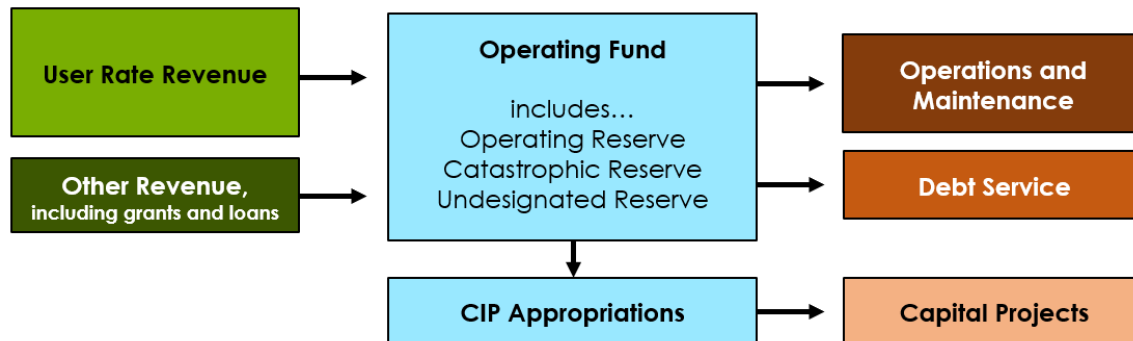 User Rate Revenue
Other Revenue,
including grants and loans
Operating Fund
includes…
Operating Reserve
Catastrophic Reserve
Undesignated Reserve
CIP Appropriations
Operations and
Maintenance
Debt Service
Capital Projects